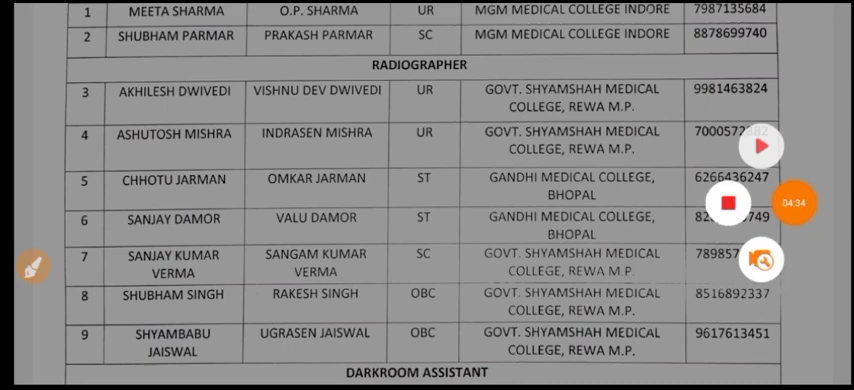 1 MEETA SHARMA O.P. SHARMA UR MGM MEDICAL COLLEGE INDORE 7987135684
2 SHUBHAM PARMAR PRAKASH PARMAR SC MGM MEDICAL COLLEGE INDORE 8878699740
RADIOGRAPHER
3 AKHILESH DWIVEDI VISHNU DEV DWIVEDI UR GOVT. SHYAMSHAH MEDICAL 9981463824
COLLEGE, REWA M.P.
4 ASHUTOSH MISHRA INDRASEN MISHRA UR GOVT. SHYAMSHAH MEDICAL
COLLEGE, REWA M.P.
5 CHHOTU JARMAN OMKAR JARMAN ST GANDHI MEDICAL COLLEGE, 6266436247
BHOPAL
04:34
6 SANJAY DAMOR VALU DAMOR ST GANDHI MEDICAL COLLEGE,
BHOPAL
7 SANJAY KUMAR SANGAM KUMAR SC GOVT. SHYAMSHAH MEDICAL
VERMA VERMA COLLEGE, REWA M.P.
8 SHUBHAM SINGH RAKESH SINGH OBC GOVT. SHYAMSHAH MEDICAL 8516892337
COLLEGE, REWA M.P.
9 SHYAMBABU UGRASEN JAISWAL OBC GOVT. SHYAMSHAH MEDICAL 9617613451
JAISWAL COLLEGE, REWA M.P.
DARKROOM ASSISTANT